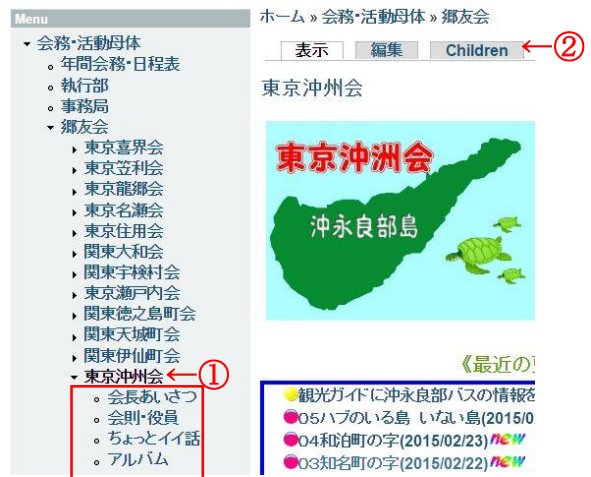 Menu
会務・活動母体
年間会務・日程表
執行部
事務局
郷友会
東京喜界会
東京笠利会
東京龍郷会
東京名瀬会
東京住用会
関東大和会
関東宇検村会
東京瀬戸内会
関東徳之島町会
関東天城町会
関東伊仙町会
東京沖州会 ←①
会長あいさつ
会則・役員
ちょっとイイ話
アルバム
ホーム » 会務・活動母体 » 郷友会
表示 編集 Children ←②
東京沖州会
東京沖洲会
沖永良部島
《最近の
観光ガイドに沖永良部バスの情報を
05ハブのいる島 いない島(2015/0
04和泊町の字(2015/02/23) new
03知名町の字(2015/02/22) new